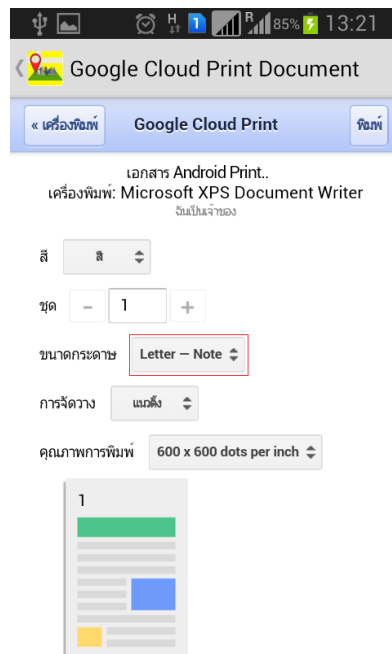 H 1 R 85% 13:21
Google Cloud Print Document
« เครื่องพิมพ์ Google Cloud Print พิมพ์
เอกสาร Android Print..
เครื่องพิมพ์: Microsoft XPS Document Writer
ฉันเป็นเจ้าของ
สี สี
ชุด – 1 +
ขนาดกระดาษ Letter – Note
การจัดวาง แนวตั้ง
คุณภาพการพิมพ์ 600 x 600 dots per inch
1